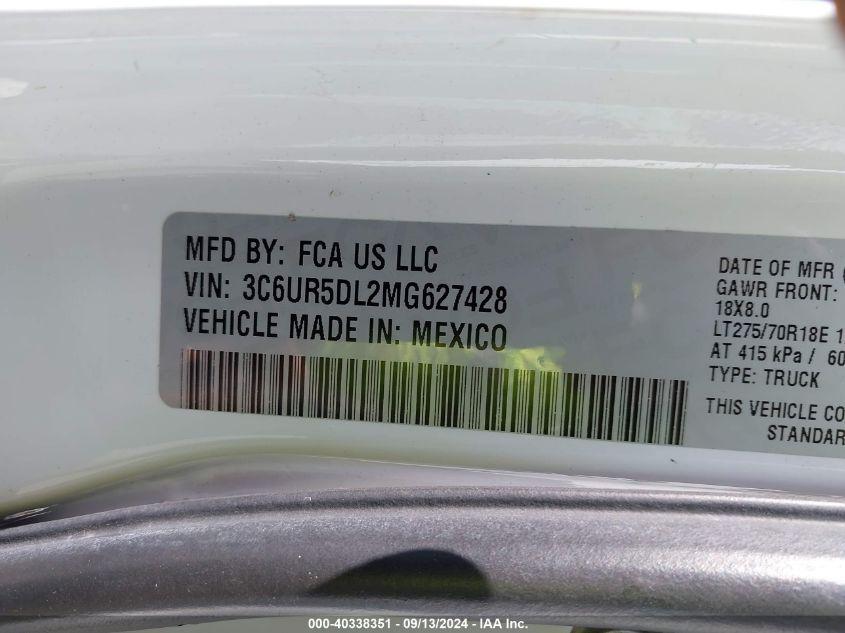 MFD BY: FCA US LLC
VIN: 3C6UR5DL2MG627428
VEHICLE MADE IN: MEXICO
DATE OF MFR
GAWR FRONT:
18X8.0
LT275/70R18E
AT 415 kPa / 60
TYPE: TRUCK
THIS VEHICLE CO
STANDAR
000-40338351 - 09/13/2024 - IAA Inc.